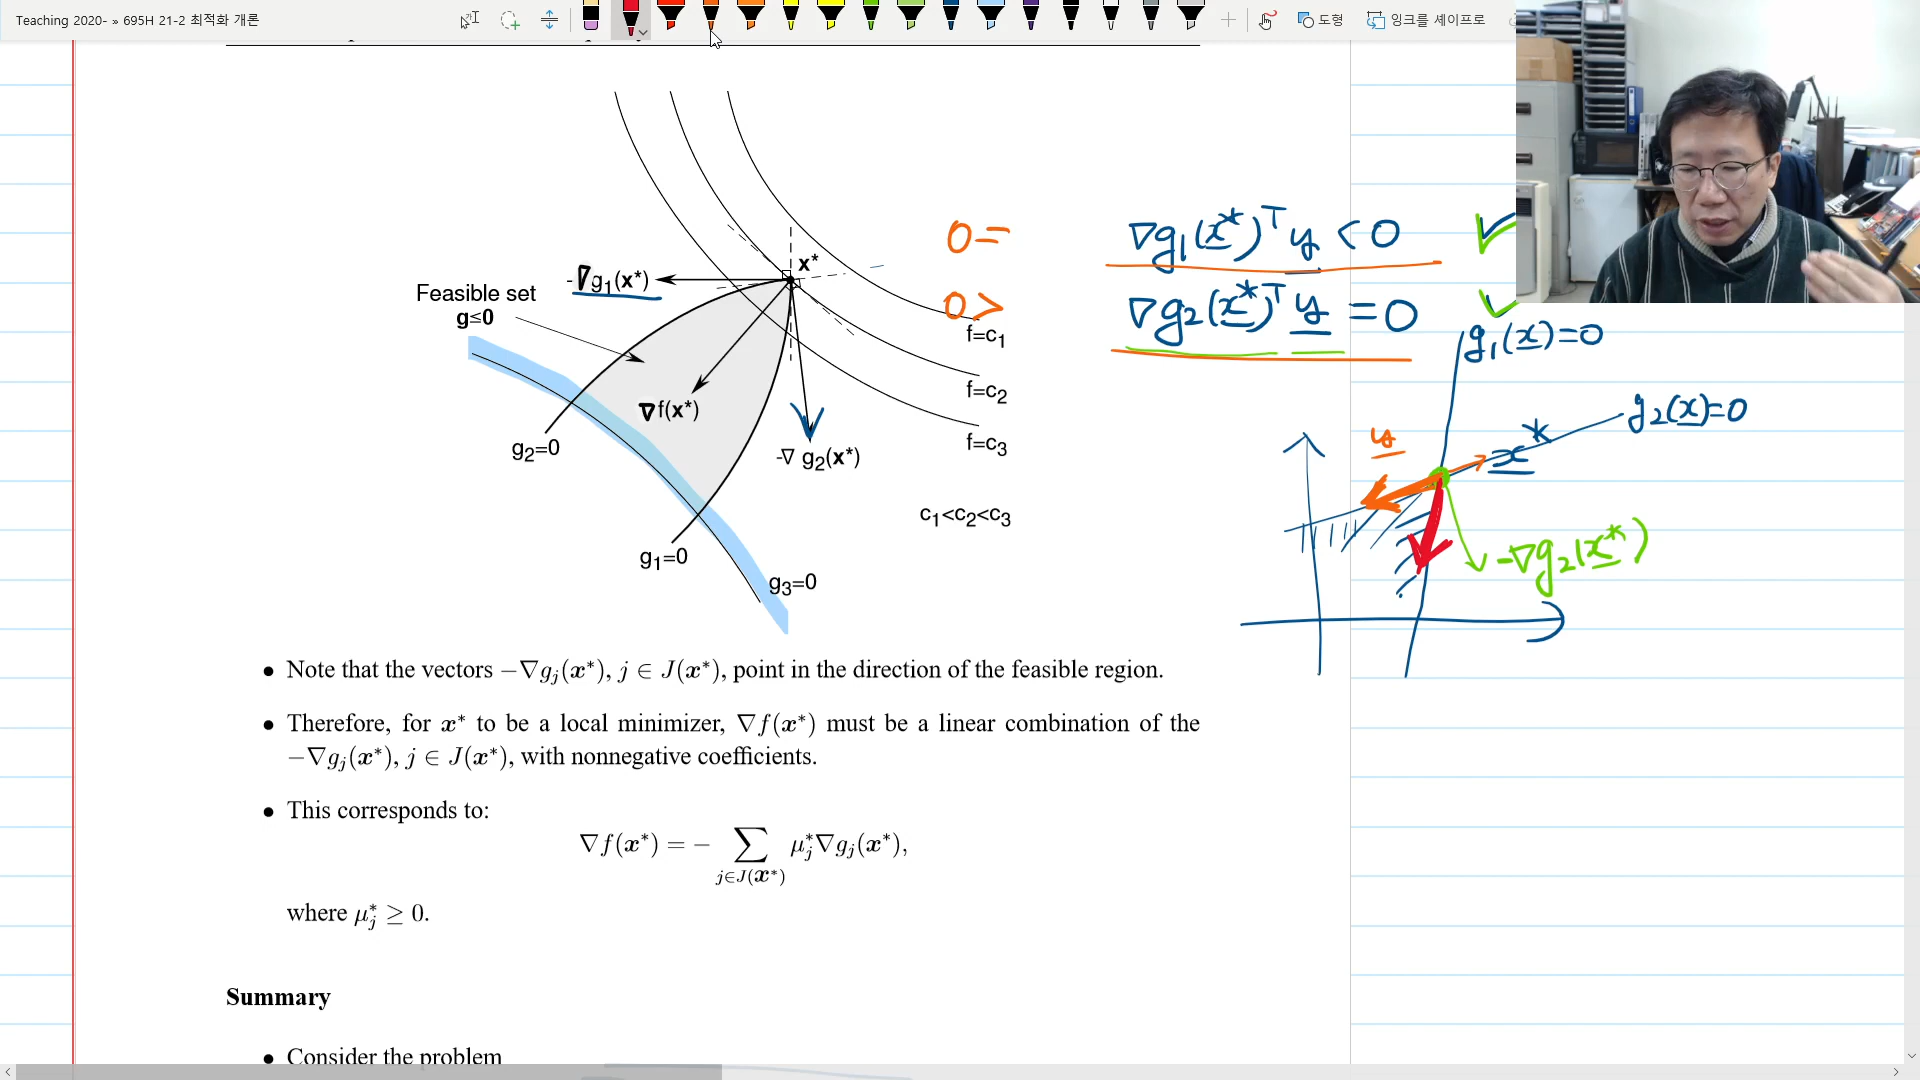 Teaching 2020- » 695H 21-2 최적화 개론
도형
잉크를 셰이프로
x*
-∇g₁(x*)
Feasible set
g≤0
∇f(x*)
-∇ g₂(x*)
g₂=0
g₁=0
g₃=0
f=c₁
f=c₂
f=c₃
c₁<c₂<c₃
0= ∇g₁(x*)ᵀy < 0
0> ∇g₂(x*)ᵀy = 0
g₁(x)=0
g₂(x)=0
y
x*
-∇g₂(x*)
• Note that the vectors −∇gⱼ(x*), j ∈ J(x*), point in the direction of the feasible region.
• Therefore, for x* to be a local minimizer, ∇f(x*) must be a linear combination of the
−∇gⱼ(x*), j ∈ J(x*), with nonnegative coefficients.
• This corresponds to:
∇f(x*) = − ∑ μⱼ*∇gⱼ(x*),
j∈J(x*)
where μⱼ* ≥ 0.
Summary
• Consider the problem